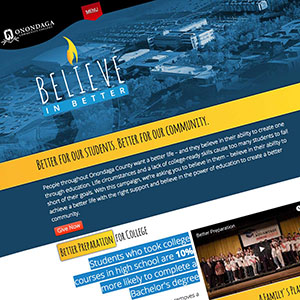 MENU
ONONDAGA
BELIEVE
IN BETTER
BETTER FOR OUR STUDENTS. BETTER FOR OUR COMMUNITY.
People throughout Onondaga County want a better life – and they believe in their ability to create one
through education. Life circumstances and a lack of college-ready skills cause too many students to fall
short of their goals. With this campaign, we're asking you to believe in them – believe in their ability to
achieve a better life with the right support and believe in the power of education to create a better
community.
Give Now
BETTER PREPARATION FOR COLLEGE
Students who took college
courses in high school are 10%
more likely to complete a
Bachelor's degree
Better Preparation
FAMILY'S